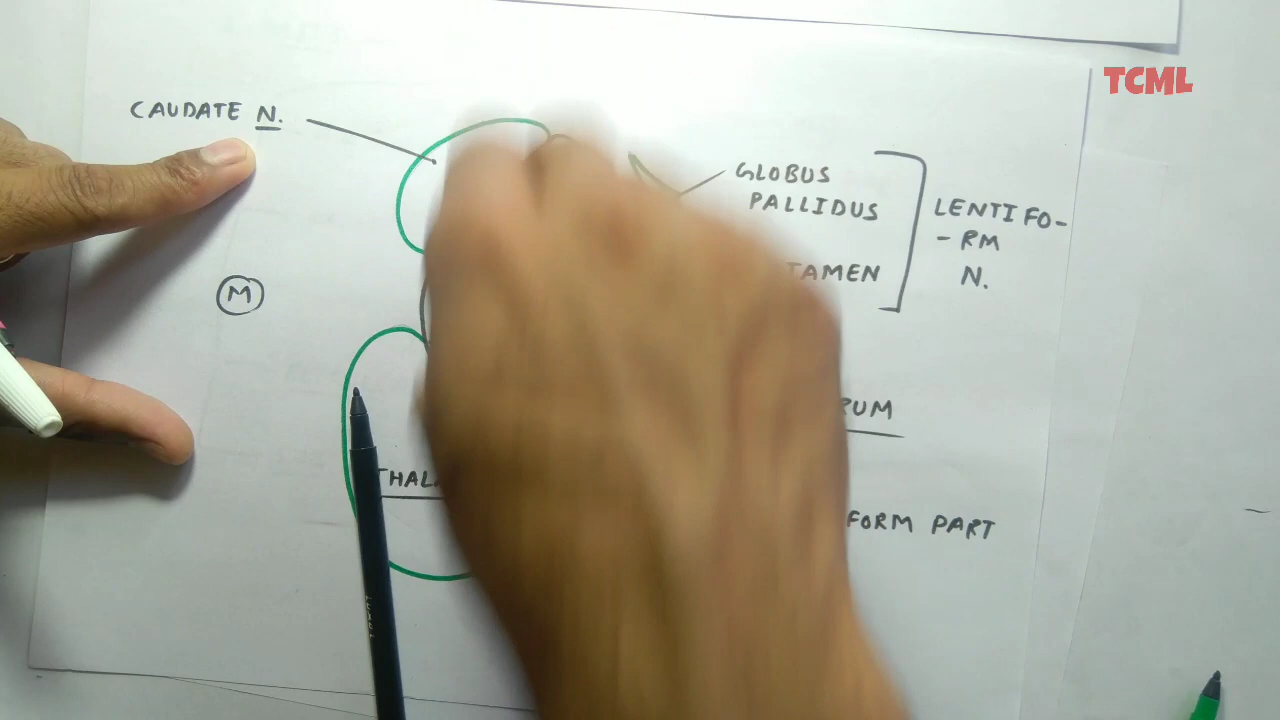 TCML
CAUDATE N.
GLOBUS
PALLIDUS
LENTIFO-
-RM
N.
TAMEN
M
RUM
THAL
FORM PART